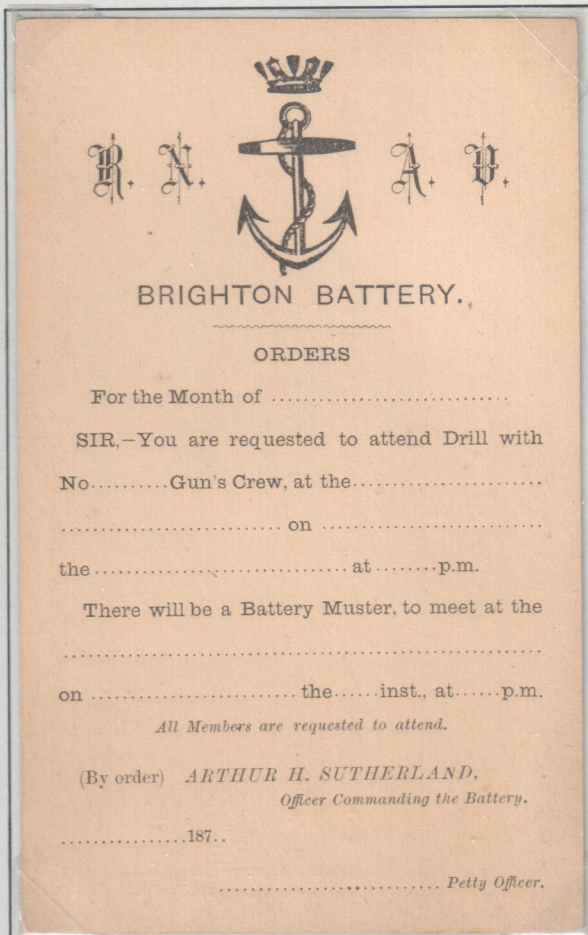 R. N. A. V.
BRIGHTON BATTERY.
ORDERS
For the Month of ..............................
SIR,—You are requested to attend Drill with
No..........Gun's Crew, at the........................
............................ on ............................
the ................................ at........p.m.
There will be a Battery Muster, to meet at the
.............................................................
on .......................... the......inst., at......p.m.
All Members are requested to attend.
(By order) ARTHUR H. SUTHERLAND,
Officer Commanding the Battery.
................187..
............................ Petty Officer.